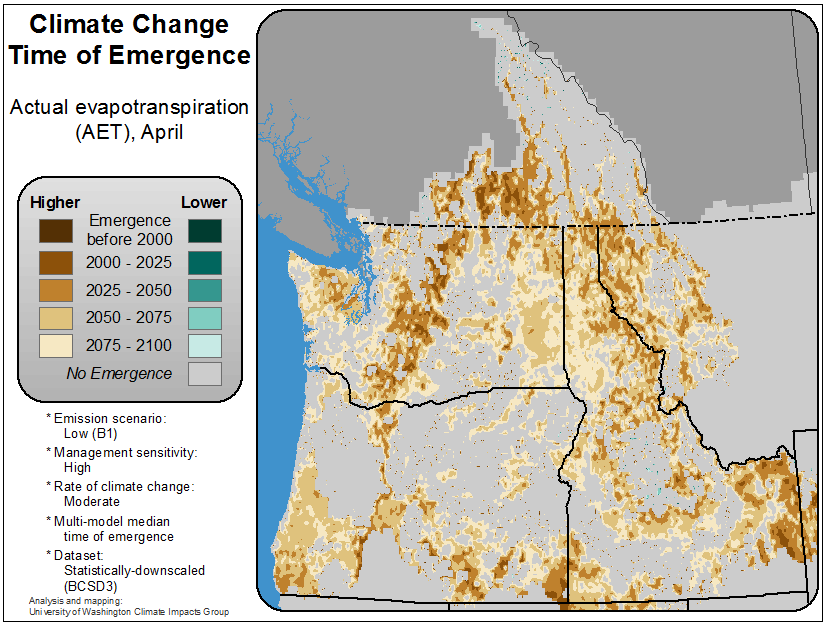 Climate Change
Time of Emergence
Actual evapotranspiration
(AET), April
Higher Lower
Emergence
before 2000
2000 - 2025
2025 - 2050
2050 - 2075
2075 - 2100
No Emergence
* Emission scenario:
Low (B1)
* Management sensitivity:
High
* Rate of climate change:
Moderate
* Multi-model median
time of emergence
* Dataset:
Statistically-downscaled
(BCSD3)
Analysis and mapping:
University of Washington Climate Impacts Group